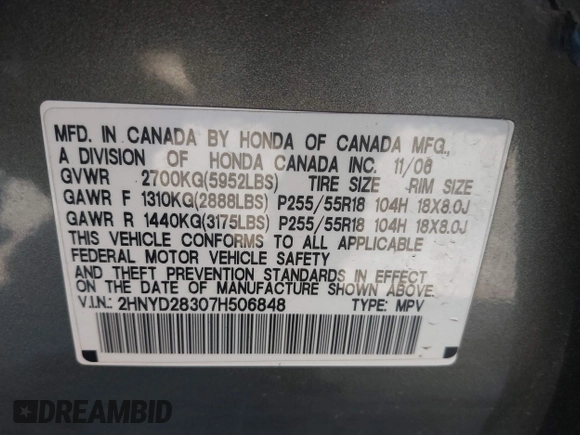 MFD. IN CANADA BY HONDA OF CANADA MFG.,
A DIVISION OF HONDA CANADA INC. 11/06
GVWR 2700KG(5952LBS) TIRE SIZE RIM SIZE
GAWR F 1310KG(2888LBS) P255/55R18 104H 18X8.0J
GAWR R 1440KG(3175LBS) P255/55R18 104H 18X8.0J
THIS VEHICLE CONFORMS TO ALL APPLICABLE
FEDERAL MOTOR VEHICLE SAFETY
AND THEFT PREVENTION STANDARDS IN EFFECT
ON THE DATE OF MANUFACTURE SHOWN ABOVE.
V.I.N.: 2HNYD28307H506848 TYPE: MPV
DREAMBID